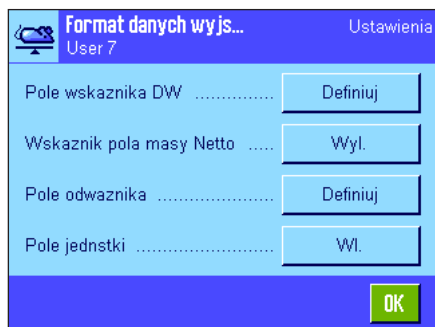 Format danych wyjs... Ustawienia
User 7
Pole wskaznika DW .............. Definiuj
Wskaznik pola masy Netto ..... Wyl.
Pole odwaznika ..................... Definiuj
Pole jednstki ......................... Wl.
OK